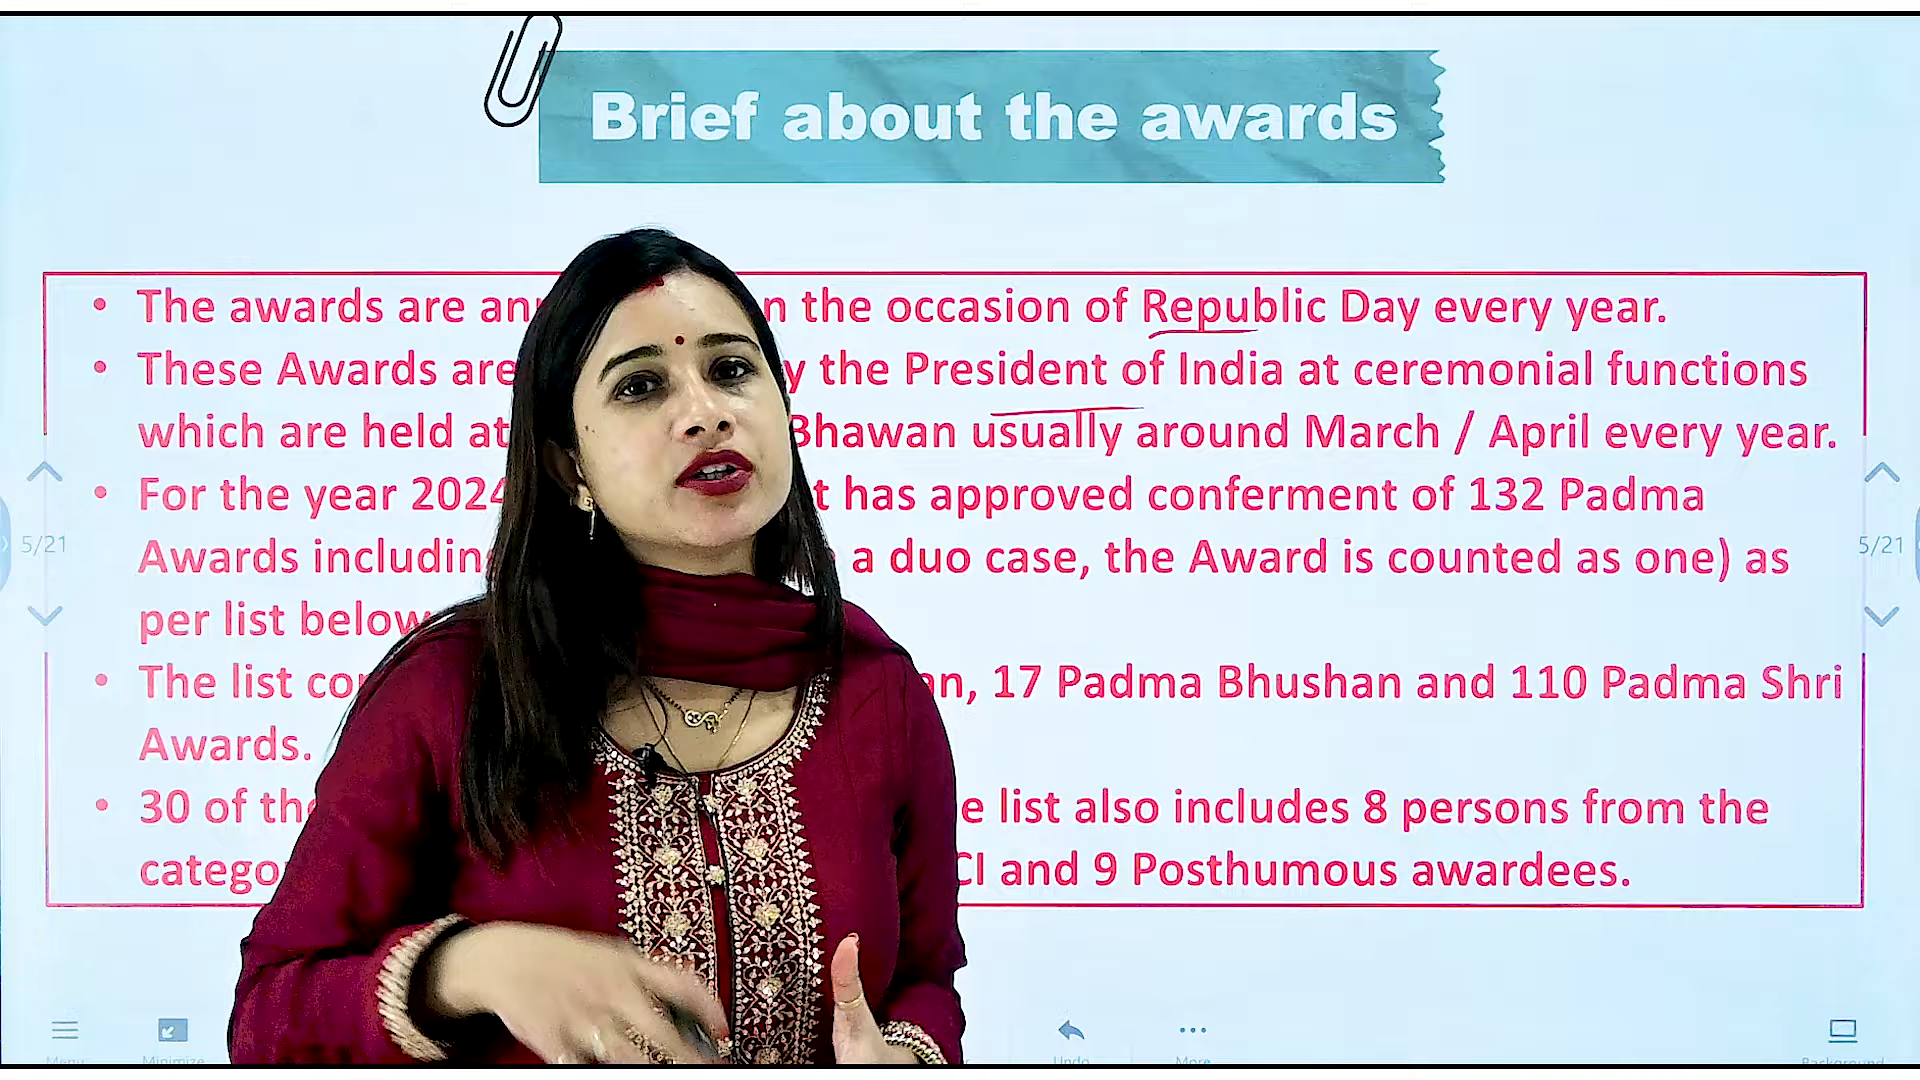 Brief about the awards
• The awards are an n the occasion of Republic Day every year.
• These Awards are y the President of India at ceremonial functions
which are held at Bhawan usually around March / April every year.
• For the year 2024 t has approved conferment of 132 Padma
Awards includin a duo case, the Award is counted as one) as
per list below
• The list co an, 17 Padma Bhushan and 110 Padma Shri
Awards.
• 30 of th e list also includes 8 persons from the
catego CI and 9 Posthumous awardees.
5/21
5/21
Menu Minimize Undo More Background